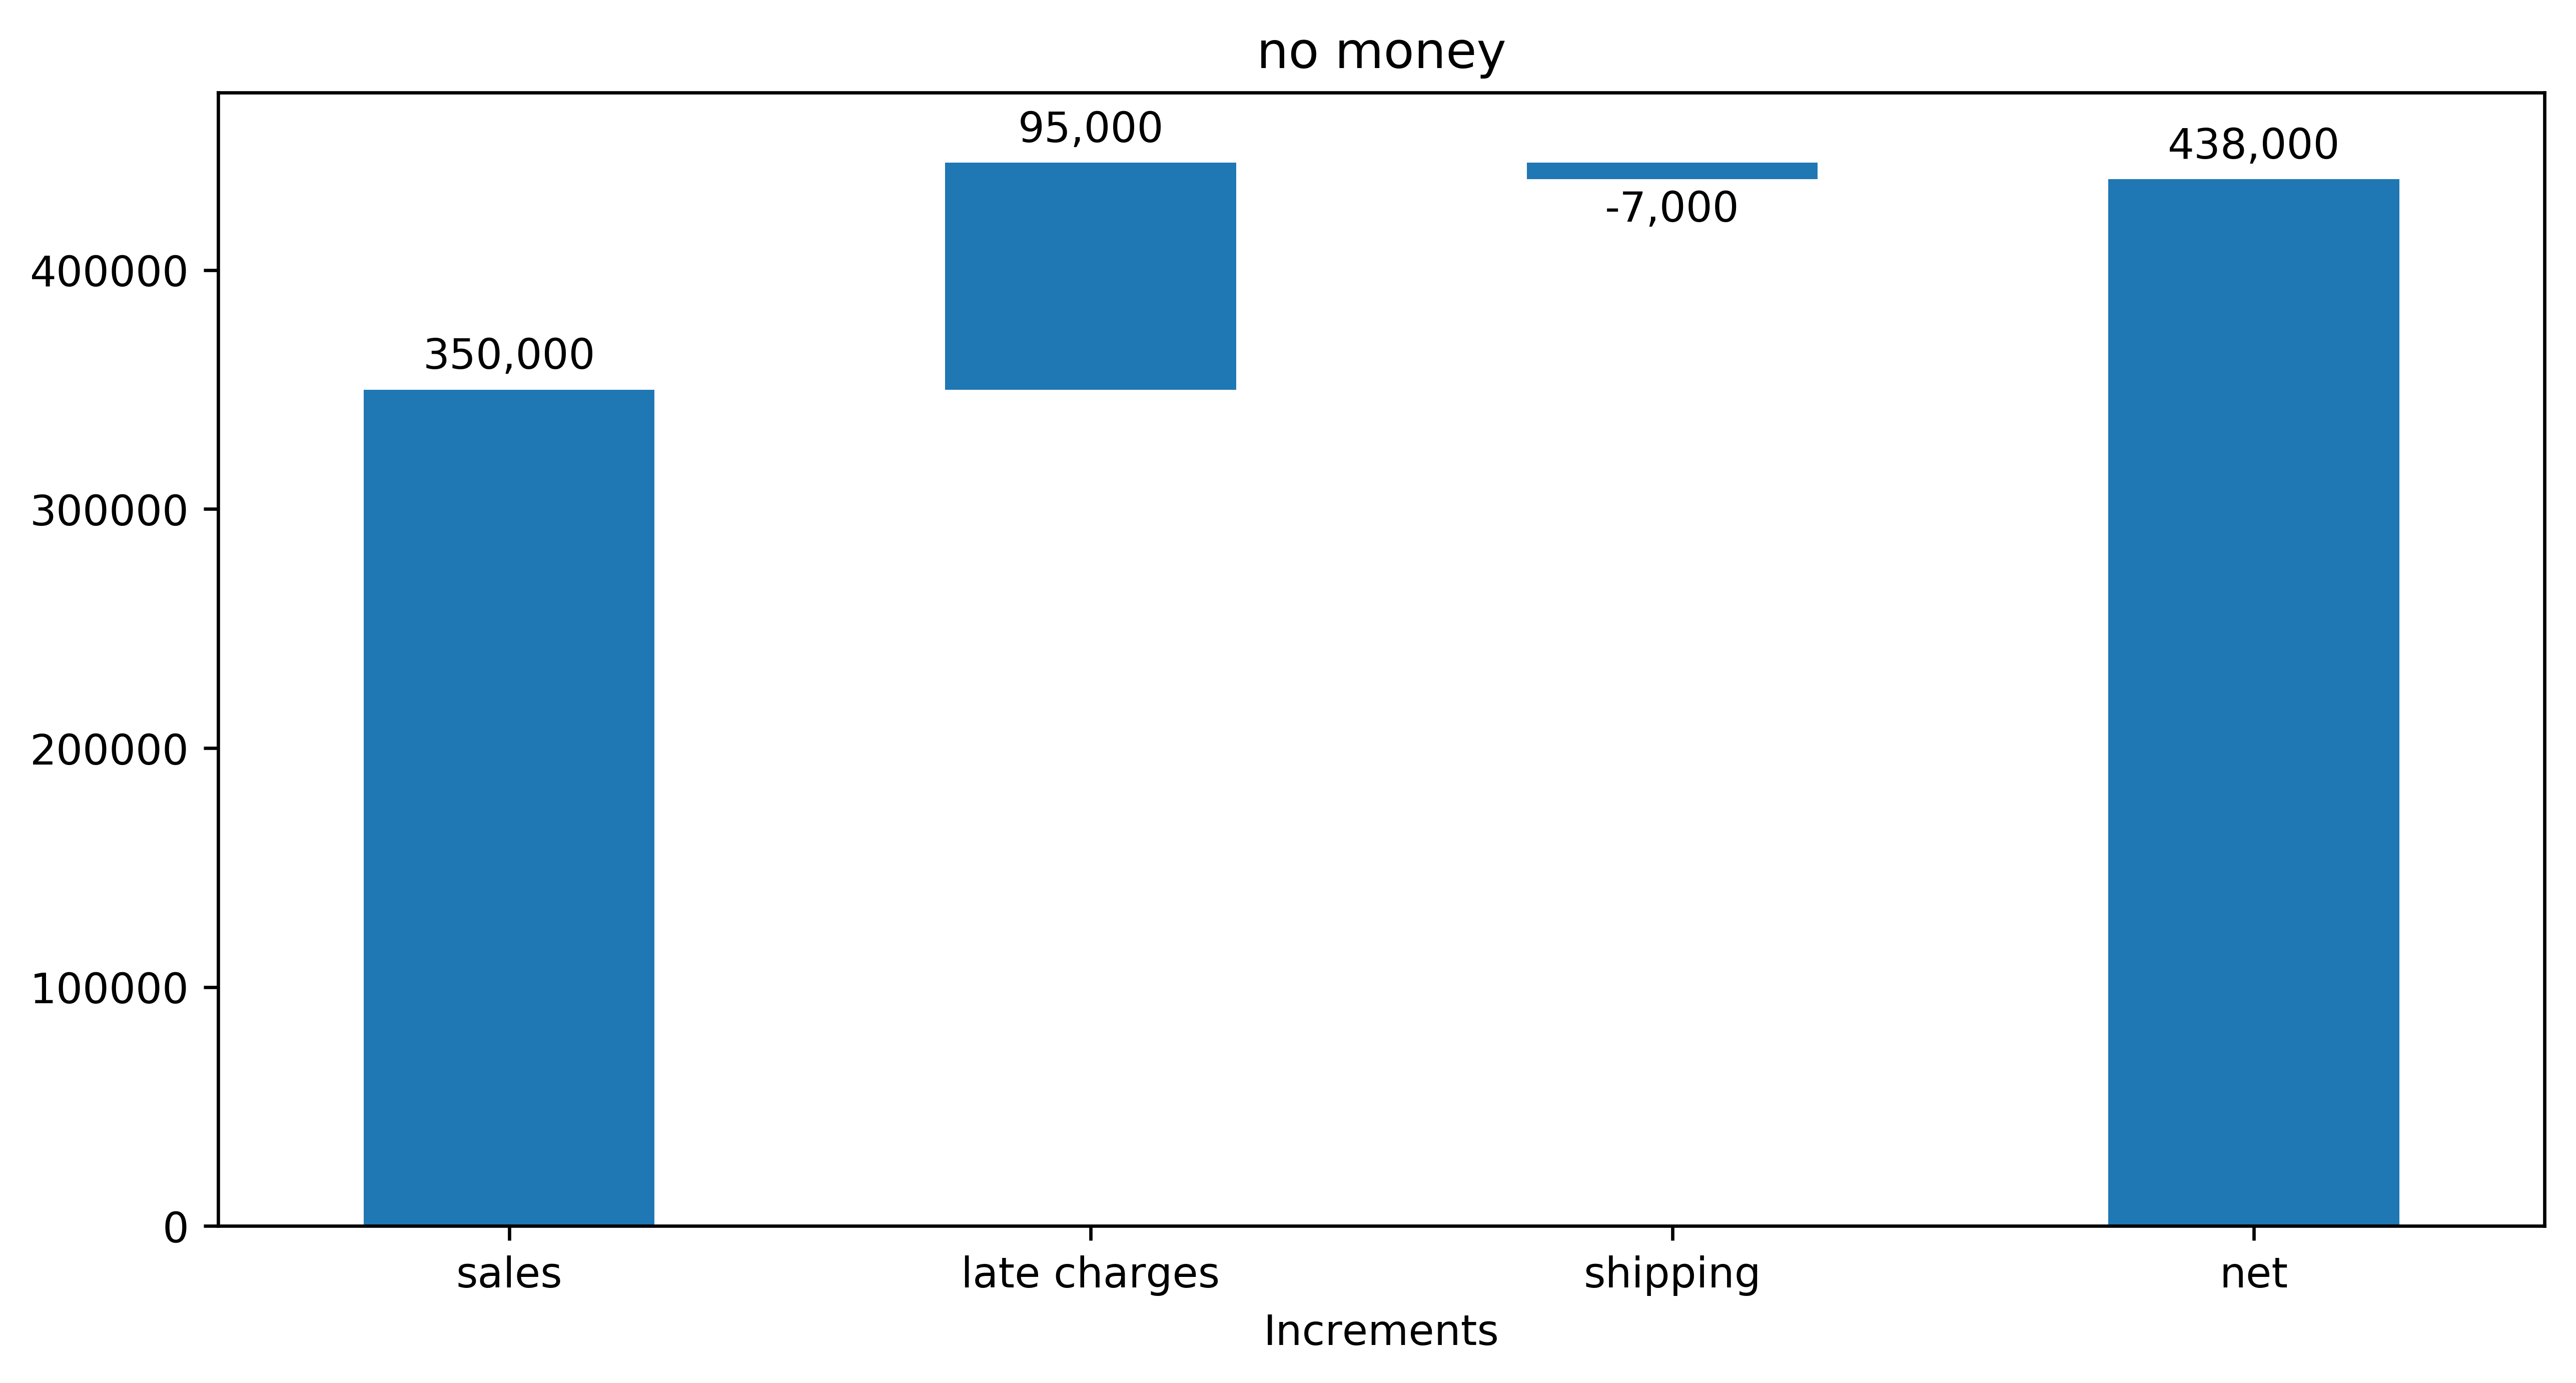 no money
95,000
438,000
-7,000
350,000
400000
300000
200000
100000
0
sales
late charges
shipping
net
Increments